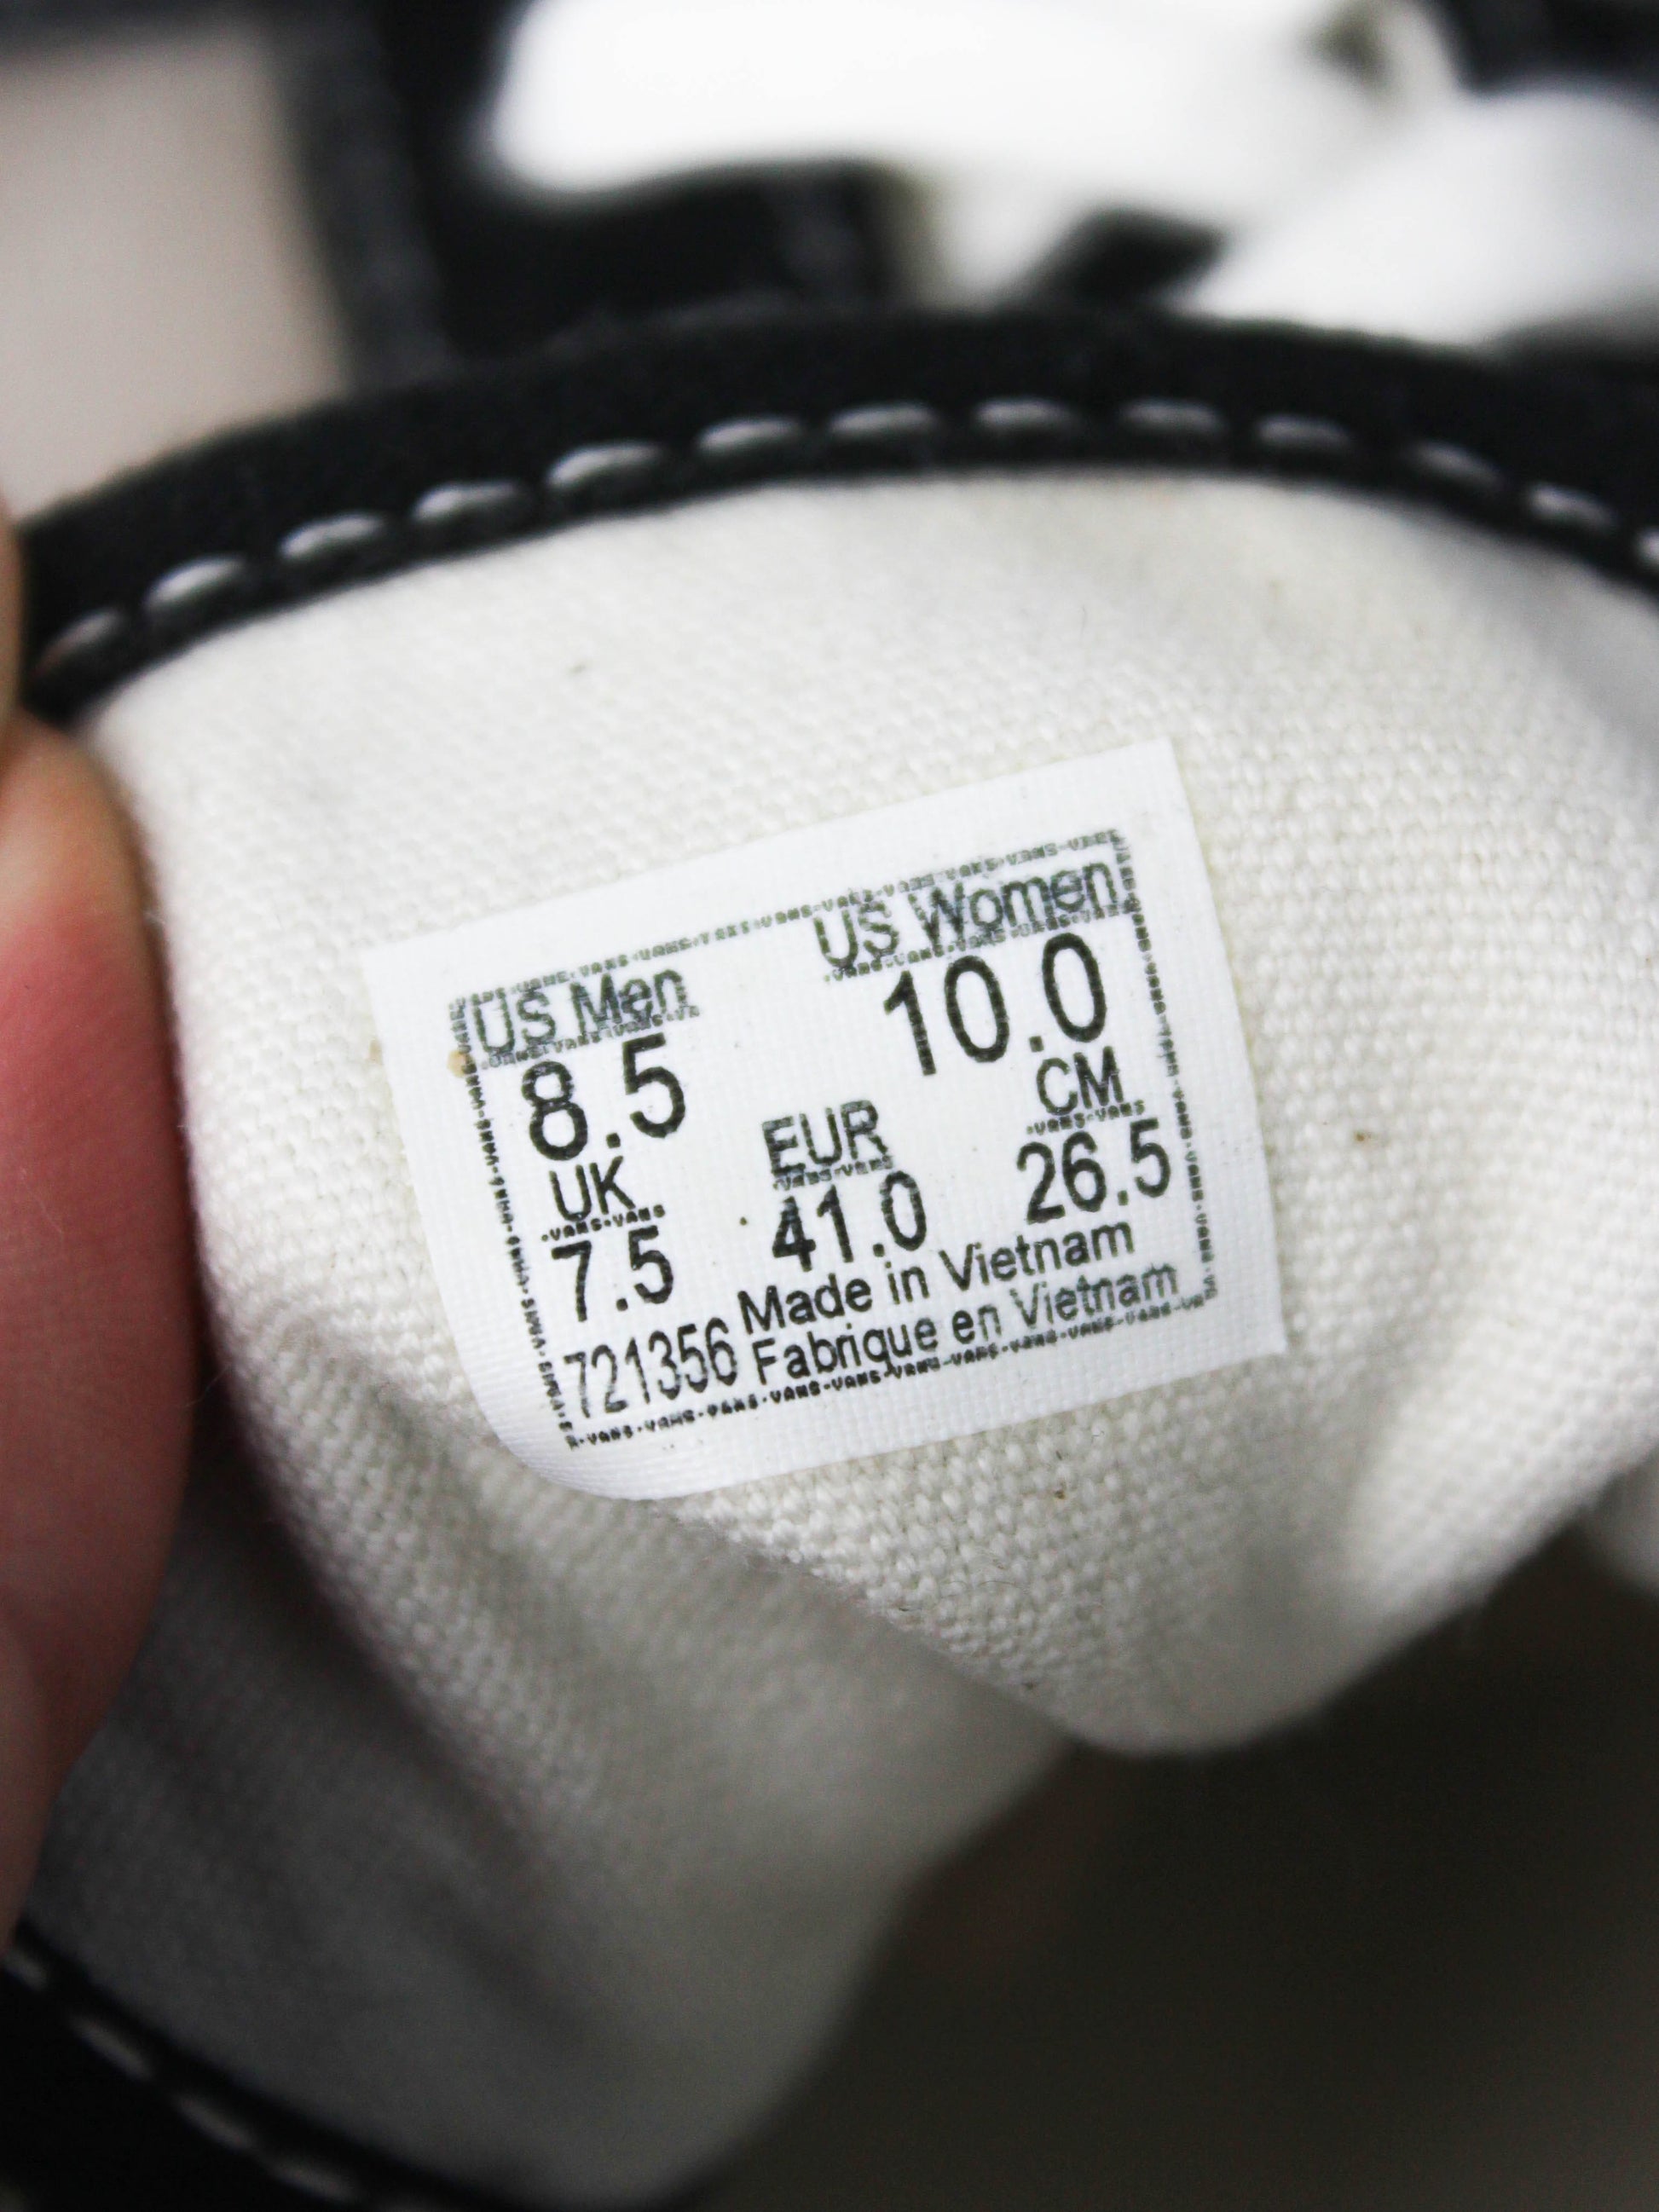 US Men US Women
8.5 10.0
UK EUR CM
7.5 41.0 26.5
721356 Made in Vietnam
Fabrique en Vietnam